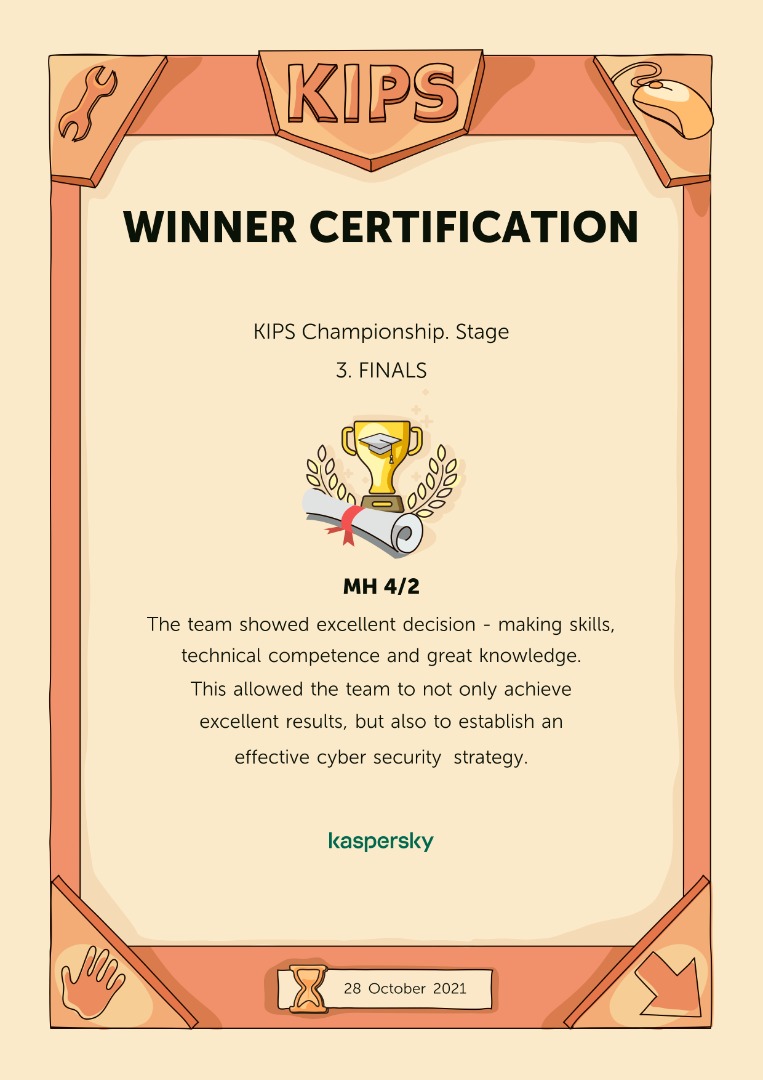 KIPS
WINNER CERTIFICATION
KIPS Championship. Stage
3. FINALS
MH 4/2
The team showed excellent decision - making skills,
technical competence and great knowledge.
This allowed the team to not only achieve
excellent results, but also to establish an
effective cyber security strategy.
kaspersky
28 October 2021